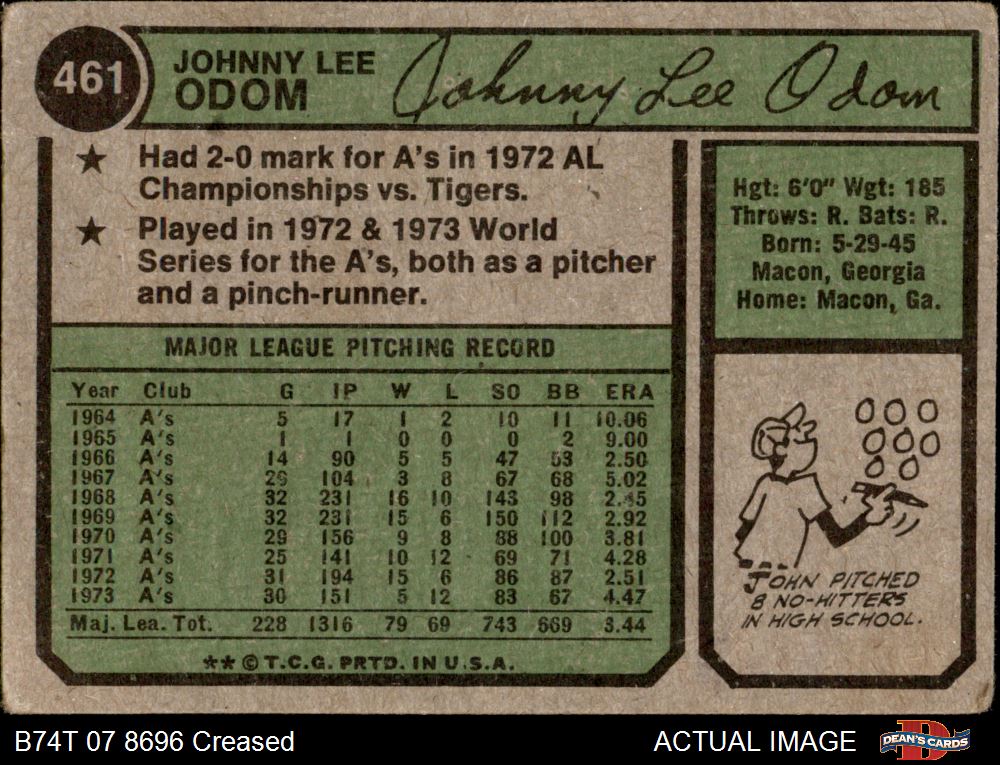 461
JOHNNY LEE
ODOM
Johnny Lee Odom
★ Had 2-0 mark for A's in 1972 AL
Championships vs. Tigers.
★ Played in 1972 & 1973 World
Series for the A's, both as a pitcher
and a pinch-runner.
Hgt: 6'0" Wgt: 185
Throws: R. Bats: R.
Born: 5-29-45
Macon, Georgia
Home: Macon, Ga.
MAJOR LEAGUE PITCHING RECORD
Year Club G IP W L SO BB ERA
1964 A's 5 17 1 2 10 11 10.06
1965 A's 1 1 0 0 0 2 9.00
1966 A's 14 90 5 5 47 53 2.50
1967 A's 104 3 8 67 68 5.02
1968 A's 32 231 16 10 143 98 2.45
1969 A's 32 231 15 6 150 112 2.92
1970 A's 29 156 9 8 88 100 3.81
1971 A's 25 141 10 12 69 71 4.28
1972 A's 31 194 15 6 86 87 2.51
1973 A's 30 151 5 12 83 67 4.47
Maj. Lea. Tot. 228 1316 79 69 743 669 3.44
** © T.C.G. PRTD. IN U.S.A.
JOHN PITCHED
8 NO-HITTERS
IN HIGH SCHOOL.
B74T 07 8696 Creased
ACTUAL IMAGE
DEAN'S CARDS